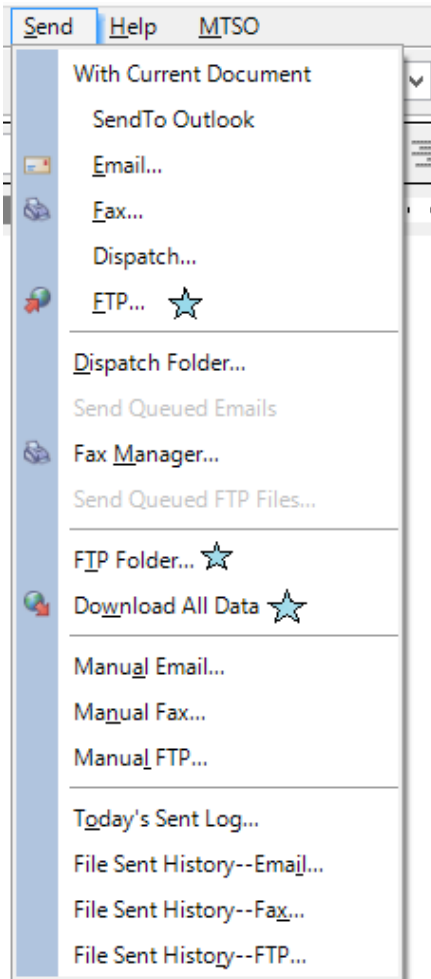 Send Help MTSO
With Current Document
SendTo Outlook
Email...
Fax...
Dispatch...
FTP...
Dispatch Folder...
Send Queued Emails
Fax Manager...
Send Queued FTP Files...
FTP Folder...
Download All Data
Manual Email...
Manual Fax...
Manual FTP...
Today's Sent Log...
File Sent History--Email...
File Sent History--Fax...
File Sent History--FTP...